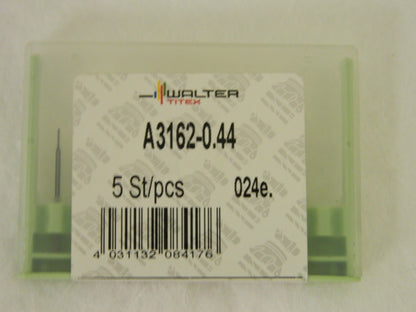 WALTER
TITEX
A3162-0.44
5 St/pcs 024e.
4 031132 084176